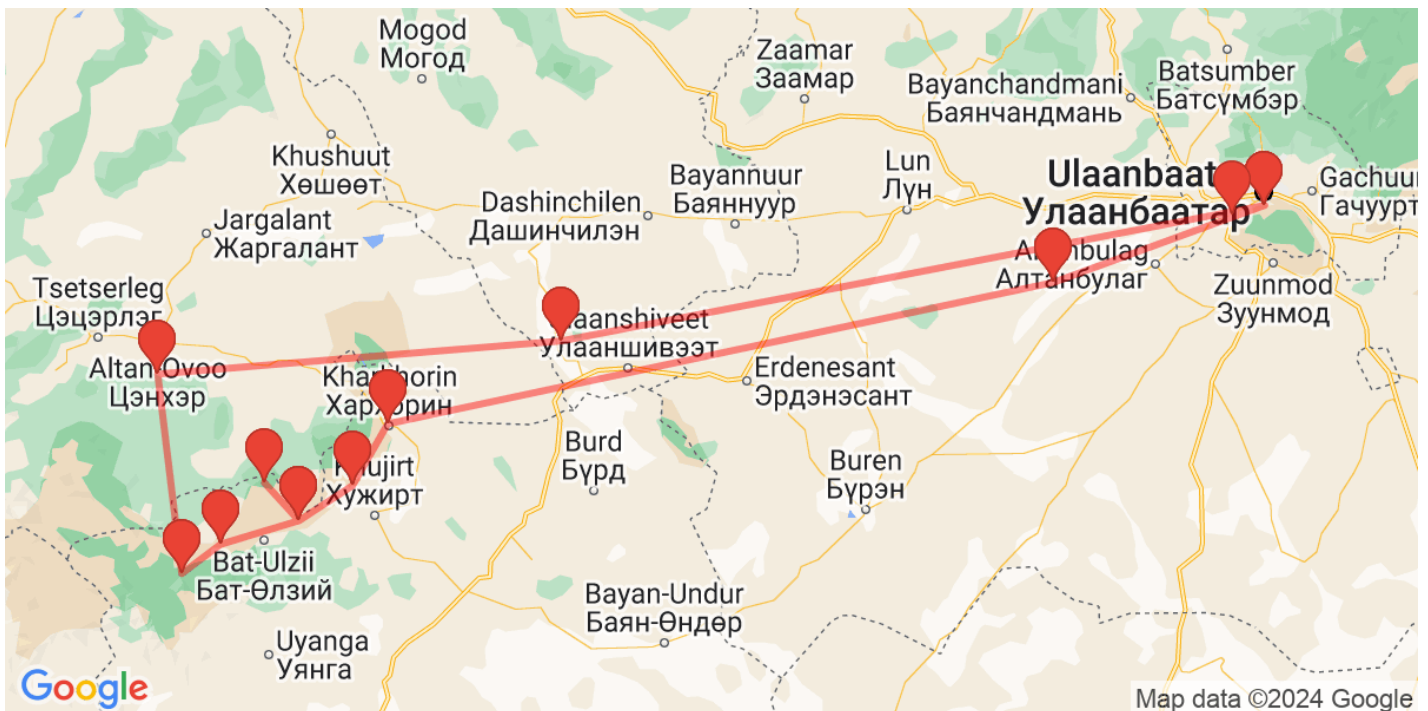 Mogod
Могод
Zaamar
Заамар
Batsumber
Батсүмбэр
Bayanchandmani
Баянчандмань
Khushuut
Хөшөөт
Bayannuur
Баяннуур
Lun
Лүн
Ulaanbaat
Улаанбаатар
Gachuur
Гачуурт
Dashinchilen
Дашинчилэн
Jargalant
Жаргалант
Алтанбулаг
Zuunmod
Зуунмод
Tsetserleg
Цэцэрлэг
Улааншивээт
Altan-Ovoo
Цэнхэр
Erdenesant
Эрдэнэсант
Burd
Бүрд
Buren
Бүрэн
Хужирт
Bat-Ulzii
Бат-Өлзий
Bayan-Undur
Баян-Өндөр
Uyanga
Уянга
Google
Map data ©2024 Google